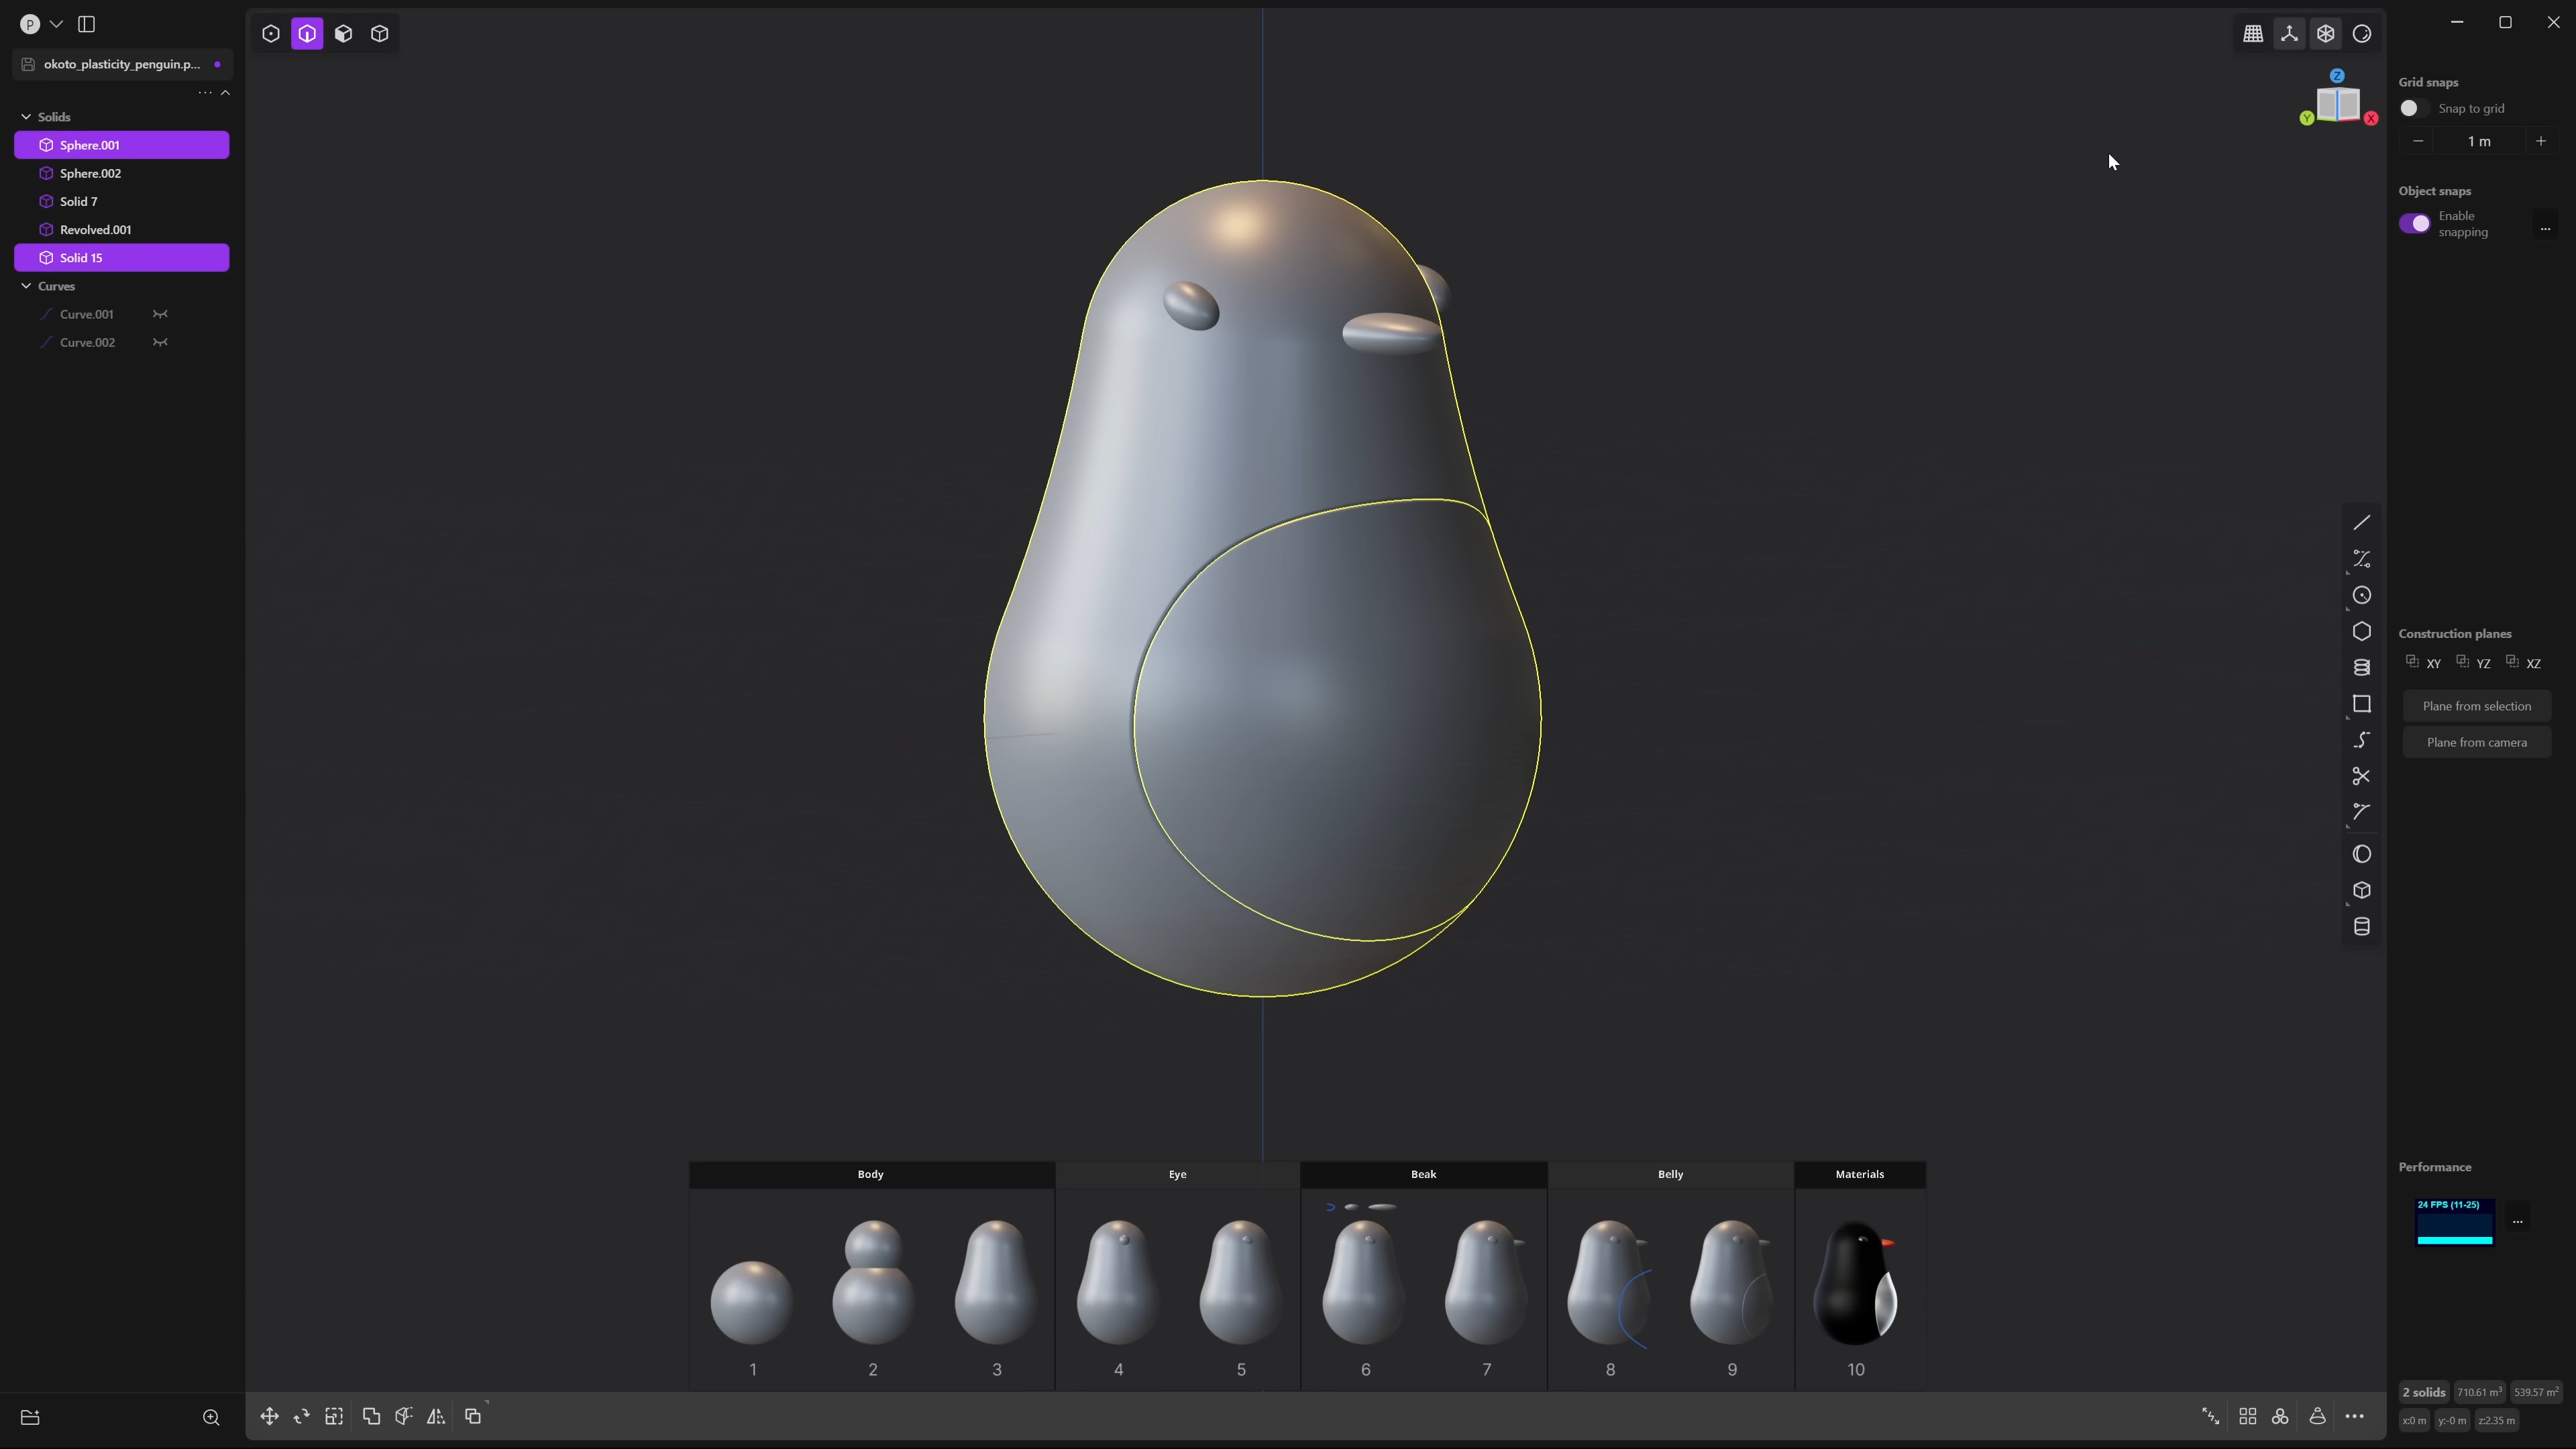 P
okoto_plasticity_penguin.p...
Solids
Sphere.001
Sphere.002
Solid 7
Revolved.001
Solid 15
Curves
Curve.001
Curve.002
Z
Y
X
Grid snaps
Snap to grid
1 m
Object snaps
Enable
snapping
...
Construction planes
XY YZ XZ
Plane from selection
Plane from camera
Body Eye Beak Belly Materials
1 2 3 4 5 6 7 8 9 10
Performance
24 FPS (11-25)
...
2 solids 710.61 m³ 539.57 m²
x:0 m y:-0 m z:2.35 m